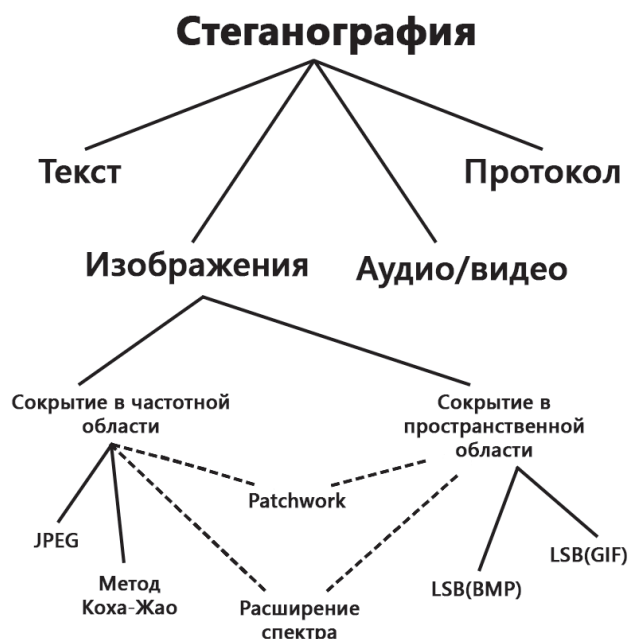 Стеганография
Текст
Протокол
Изображения
Аудио/видео
Сокрытие в частотной
области
Сокрытие в
пространственной
области
Patchwork
JPEG
LSB(GIF)
Метод
Коха-Жао
LSB(BMP)
Расширение
спектра